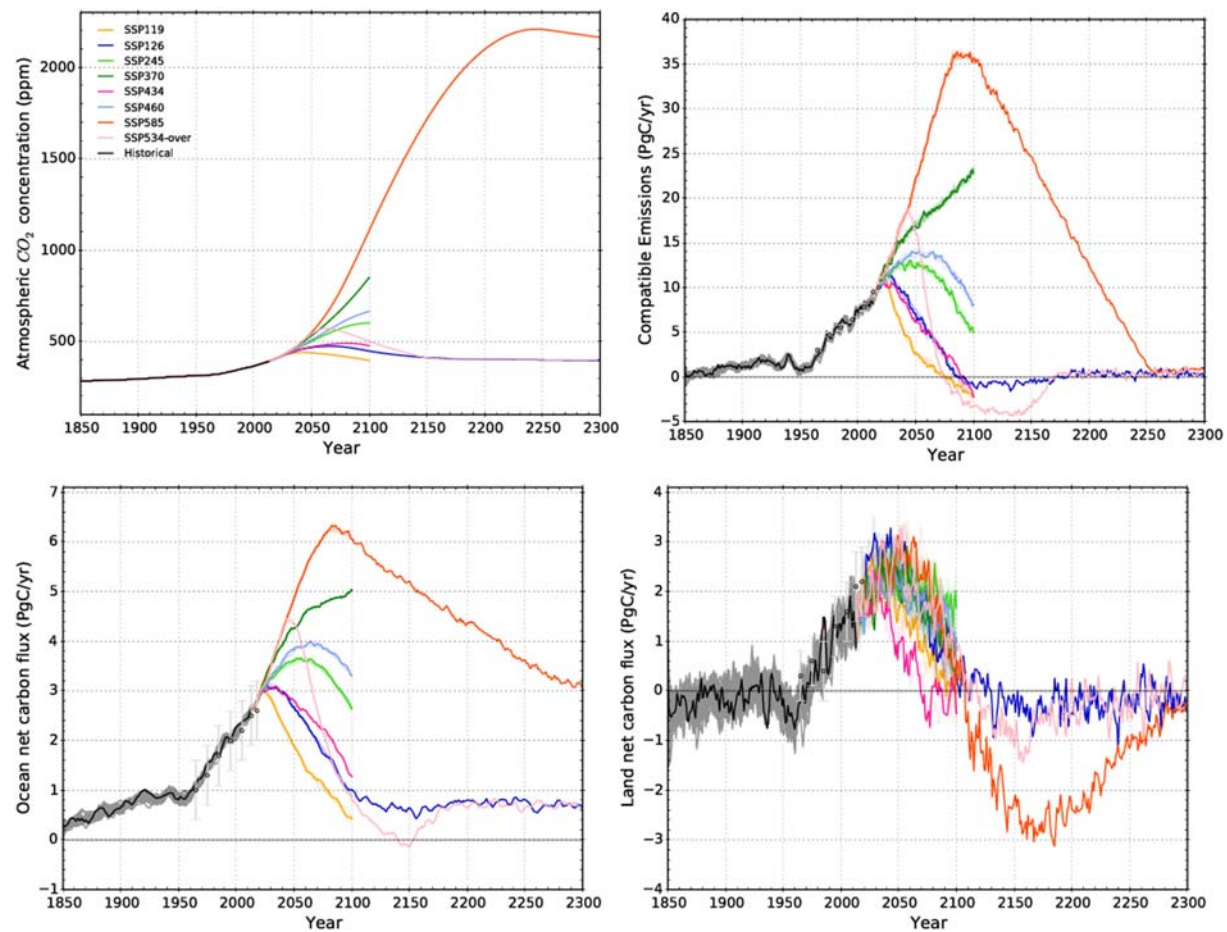 Atmospheric CO2 concentration (ppm)
2000
1500
1000
500
SSP119
SSP126
SSP245
SSP370
SSP434
SSP460
SSP585
SSP534-over
Historical
1850 1900 1950 2000 2050 2100 2150 2200 2250 2300
Year
Compatible Emissions (PgC/yr)
40
35
30
25
20
15
10
5
0
−5
1850 1900 1950 2000 2050 2100 2150 2200 2250 2300
Year
Ocean net carbon flux (PgC/yr)
7
6
5
4
3
2
1
0
−1
1850 1900 1950 2000 2050 2100 2150 2200 2250 2300
Year
Land net carbon flux (PgC/yr)
4
3
2
1
0
−1
−2
−3
−4
1850 1900 1950 2000 2050 2100 2150 2200 2250 2300
Year